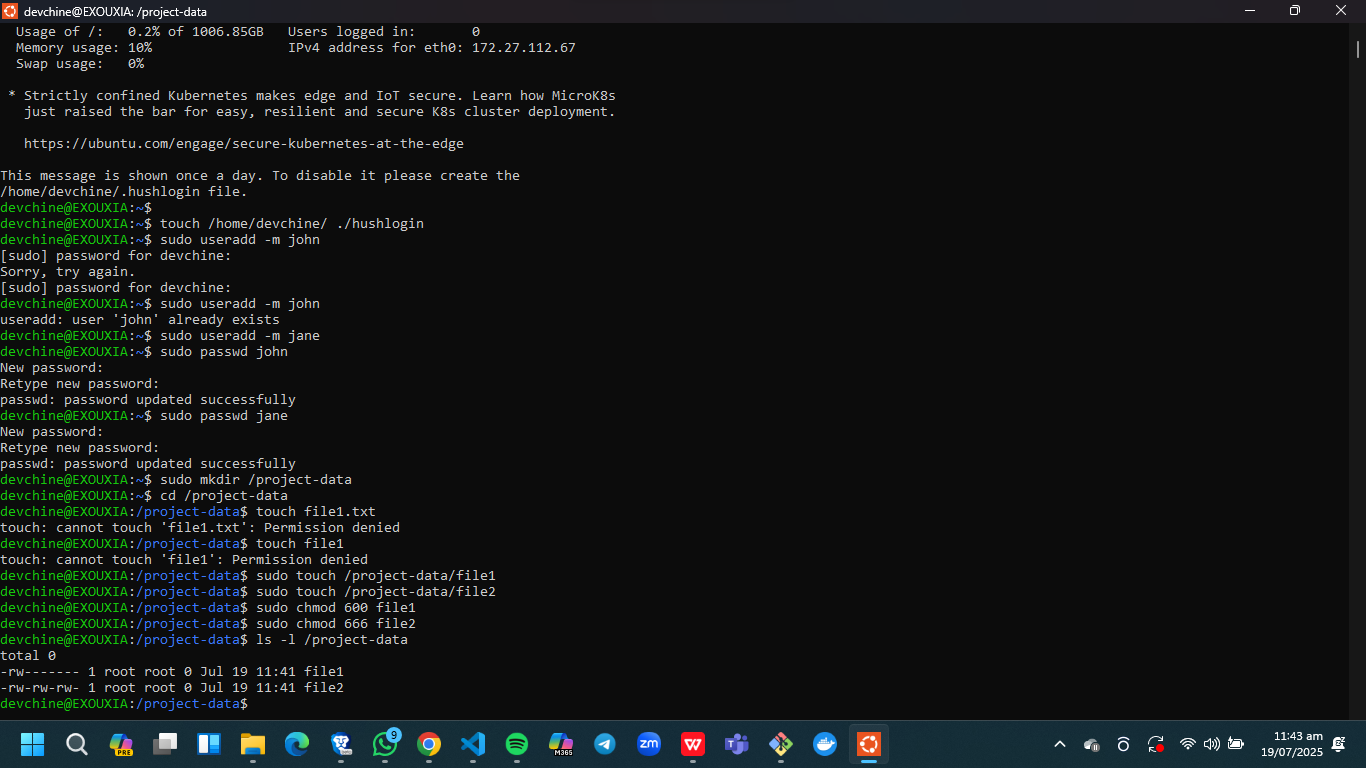 devchine@EXOUXIA: /project-data
Usage of /:   0.2% of 1006.85GB   Users logged in:       0
Memory usage: 10%                 IPv4 address for eth0: 172.27.112.67
Swap usage:   0%
* Strictly confined Kubernetes makes edge and IoT secure. Learn how MicroK8s
just raised the bar for easy, resilient and secure K8s cluster deployment.
https://ubuntu.com/engage/secure-kubernetes-at-the-edge
This message is shown once a day. To disable it please create the
/home/devchine/.hushlogin file.
devchine@EXOUXIA:~$
devchine@EXOUXIA:~$ touch /home/devchine/ ./hushlogin
devchine@EXOUXIA:~$ sudo useradd -m john
[sudo] password for devchine:
Sorry, try again.
[sudo] password for devchine:
devchine@EXOUXIA:~$ sudo useradd -m john
useradd: user 'john' already exists
devchine@EXOUXIA:~$ sudo useradd -m jane
devchine@EXOUXIA:~$ sudo passwd john
New password:
Retype new password:
passwd: password updated successfully
devchine@EXOUXIA:~$ sudo passwd jane
New password:
Retype new password:
passwd: password updated successfully
devchine@EXOUXIA:~$ sudo mkdir /project-data
devchine@EXOUXIA:~$ cd /project-data
devchine@EXOUXIA:/project-data$ touch file1.txt
touch: cannot touch 'file1.txt': Permission denied
devchine@EXOUXIA:/project-data$ touch file1
touch: cannot touch 'file1': Permission denied
devchine@EXOUXIA:/project-data$ sudo touch /project-data/file1
devchine@EXOUXIA:/project-data$ sudo touch /project-data/file2
devchine@EXOUXIA:/project-data$ sudo chmod 600 file1
devchine@EXOUXIA:/project-data$ sudo chmod 666 file2
devchine@EXOUXIA:/project-data$ ls -l /project-data
total 0
-rw------- 1 root root 0 Jul 19 11:41 file1
-rw-rw-rw- 1 root root 0 Jul 19 11:41 file2
devchine@EXOUXIA:/project-data$
PRE
9
M365
zm
W
11:43 am
19/07/2025